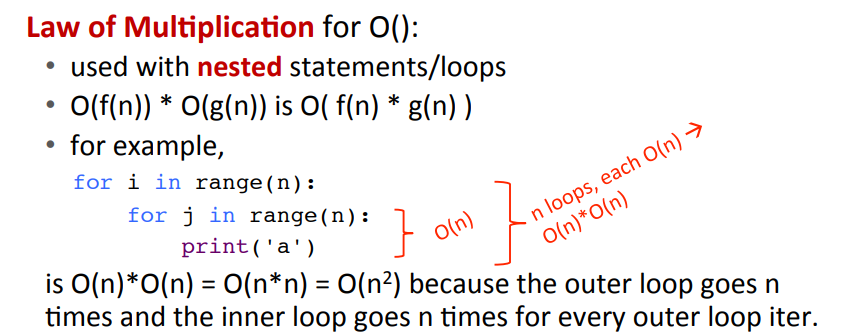 Law of Multiplication for O():
• used with nested statements/loops
• O(f(n)) * O(g(n)) is O( f(n) * g(n) )
• for example,
for i in range(n):
    for j in range(n):
        print('a')
O(n)
n loops, each O(n) →
O(n)*O(n)
is O(n)*O(n) = O(n*n) = O(n²) because the outer loop goes n
times and the inner loop goes n times for every outer loop iter.